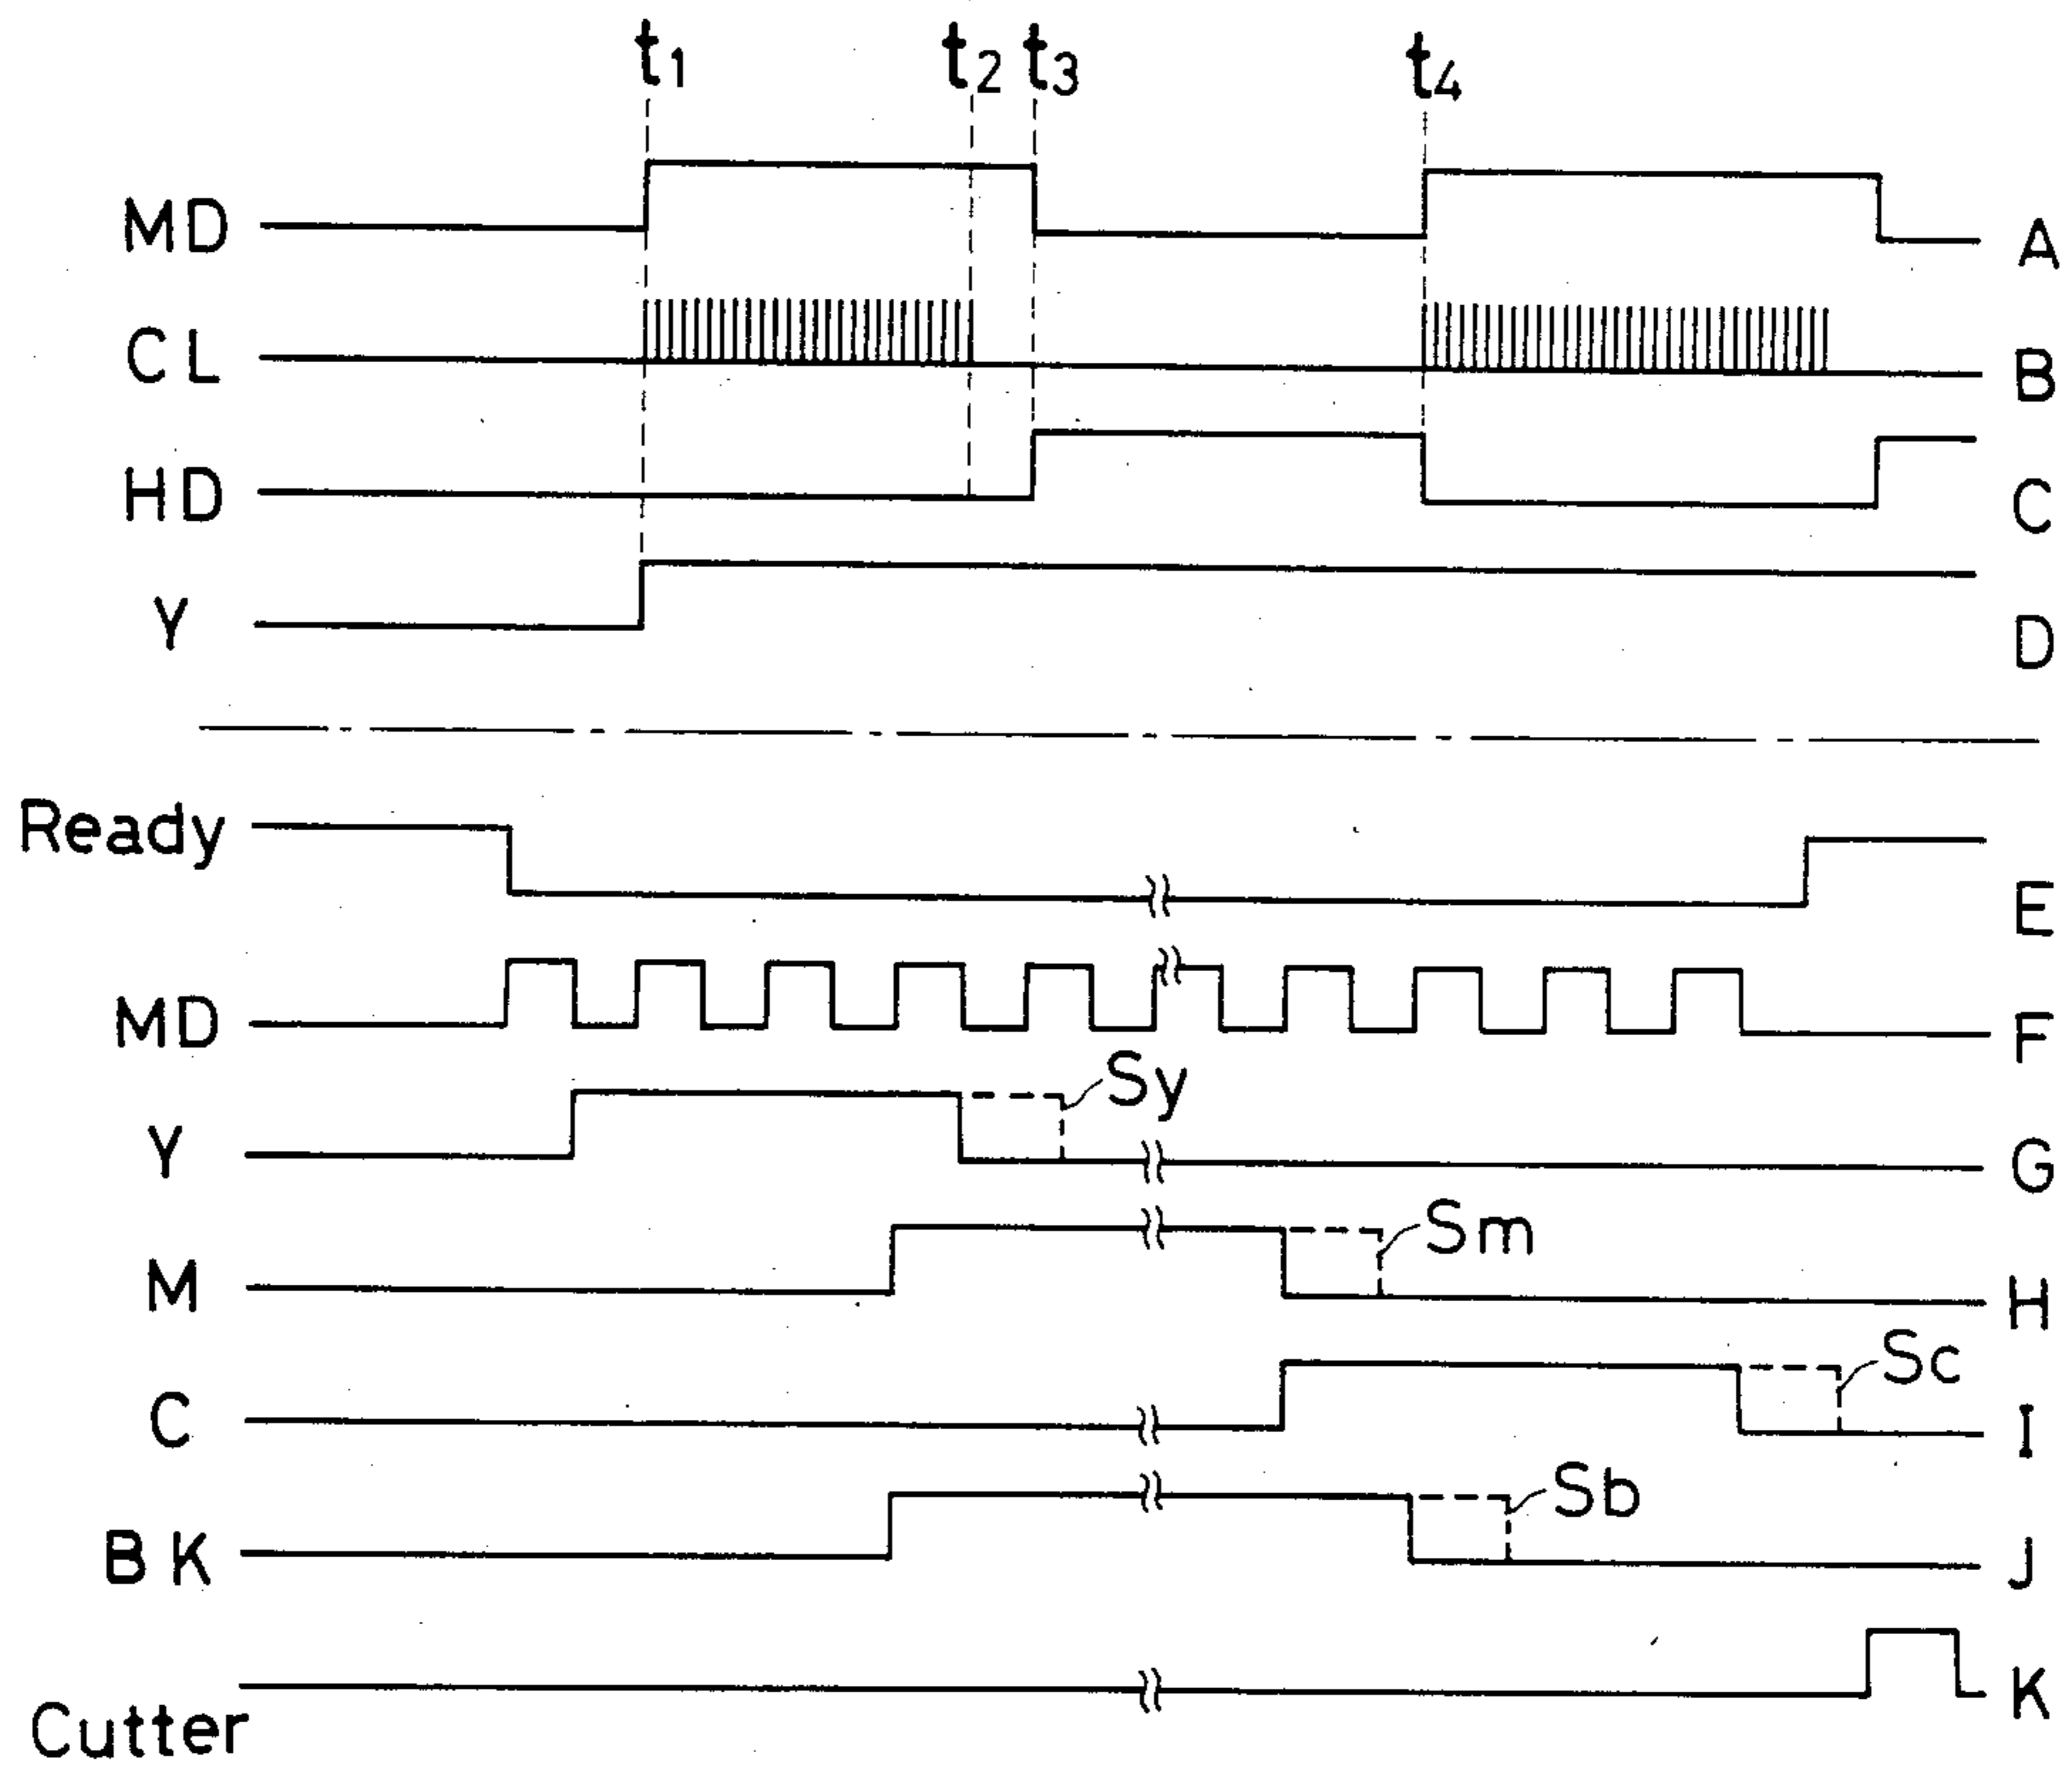 t1 t2 t3 t4
MD A
CL B
HD C
Y D
Ready E
MD F
Sy
Y G
Sm
M H
Sc
C I
Sb
BK J
Cutter K